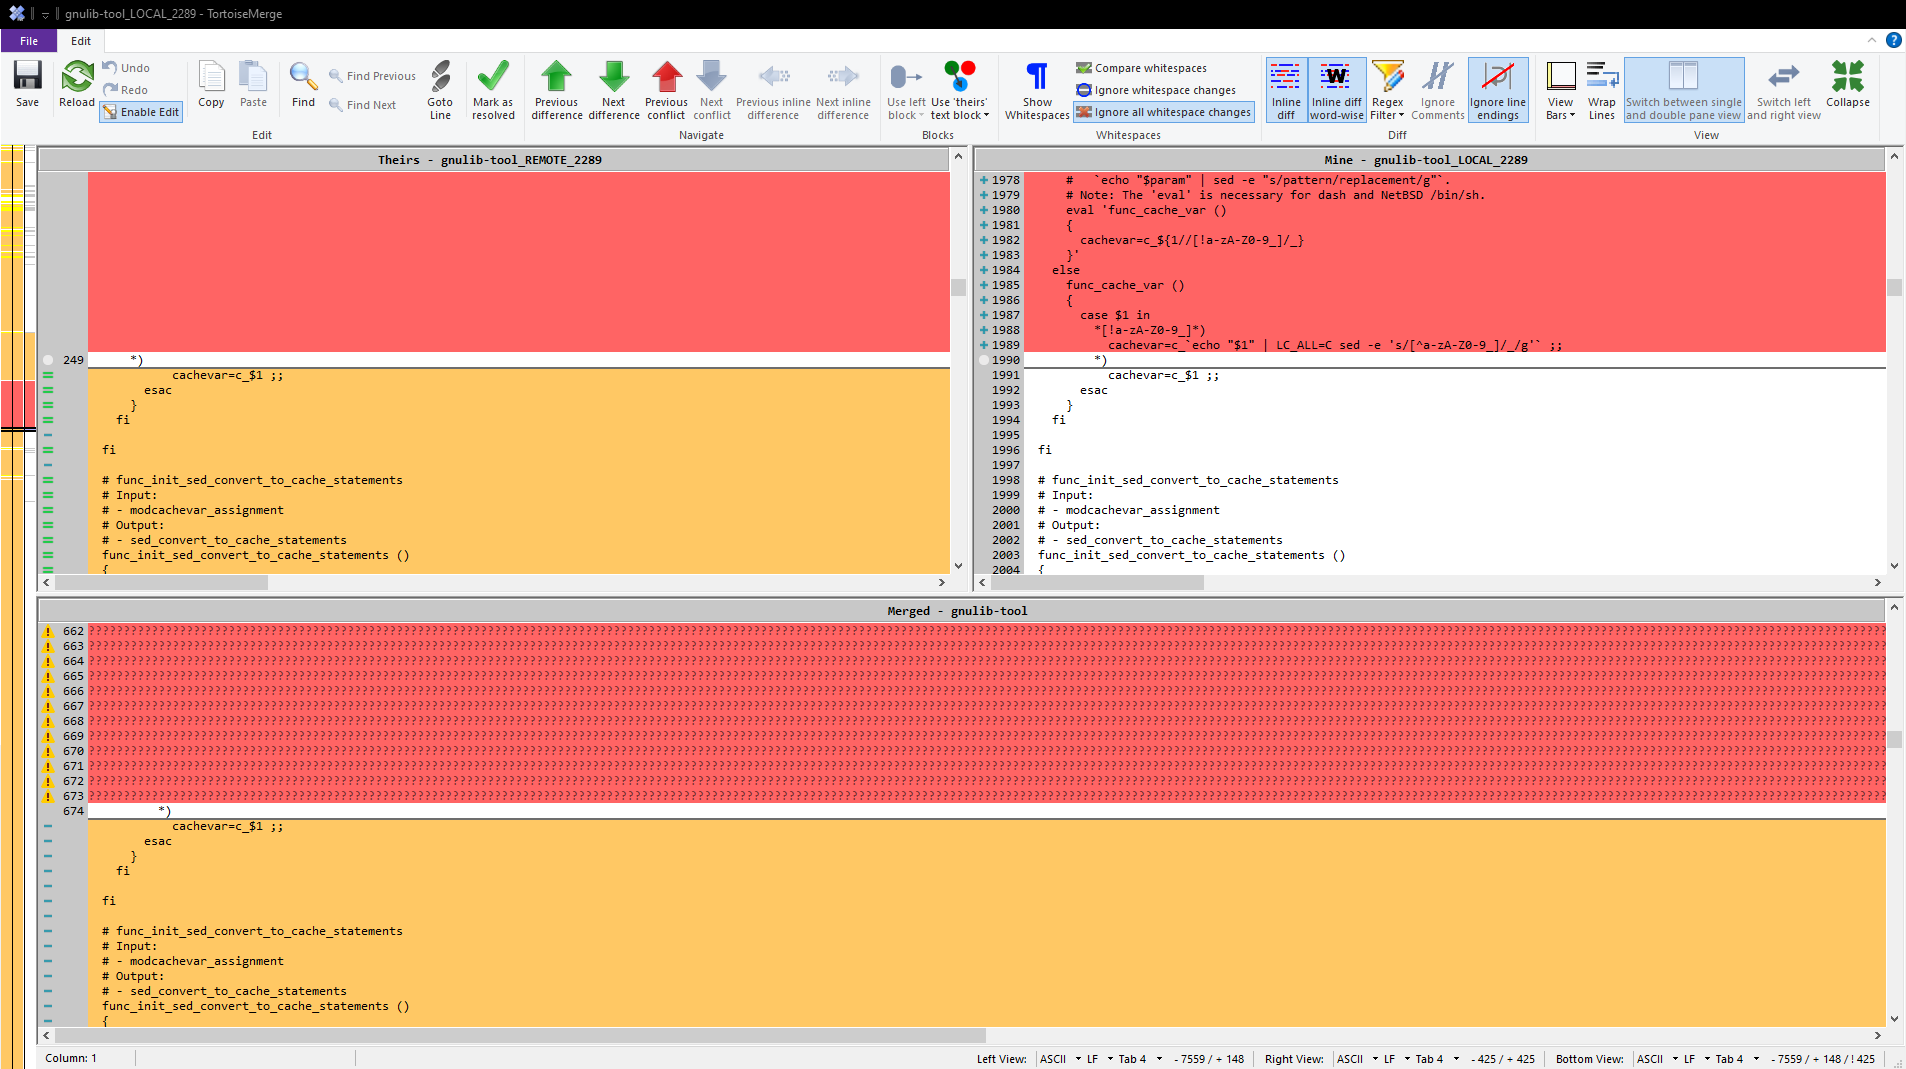 gnulib-tool_LOCAL_2289 - TortoiseMerge
File
Edit
Save
Reload
Undo
Redo
Enable Edit
Copy
Paste
Find
Find Previous
Find Next
Goto Line
Mark as resolved
Previous difference
Next difference
Previous conflict
Next conflict
Previous inline difference
Next inline difference
Use left block
Use 'theirs' text block
Show Whitespaces
Compare whitespaces
Ignore whitespace changes
Ignore all whitespace changes
Inline diff
Inline diff word-wise
Regex Filter
Ignore Comments
Ignore line endings
View Bars
Wrap Lines
Switch between single and double pane view
Switch left and right view
Collapse
Edit
Navigate
Blocks
Whitespaces
Diff
View
Theirs - gnulib-tool_REMOTE_2289
249 *)
cachevar=c_$1 ;;
esac
}
fi
fi
# func_init_sed_convert_to_cache_statements
# Input:
# - modcachevar_assignment
# Output:
# - sed_convert_to_cache_statements
func_init_sed_convert_to_cache_statements ()
{
Mine - gnulib-tool_LOCAL_2289
1978 #   `echo "$param" | sed -e "s/pattern/replacement/g"`.
1979 # Note: The 'eval' is necessary for dash and NetBSD /bin/sh.
1980 eval 'func_cache_var ()
1981 {
1982 cachevar=c_${1//[!a-zA-Z0-9_]/_}
1983 }'
1984 else
1985 func_cache_var ()
1986 {
1987 case $1 in
1988 *[!a-zA-Z0-9_]*)
1989 cachevar=c_`echo "$1" | LC_ALL=C sed -e 's/[^a-zA-Z0-9_]/_/g'` ;;
1990 *)
1991 cachevar=c_$1 ;;
1992 esac
1993 }
1994 fi
1995
1996 fi
1997
1998 # func_init_sed_convert_to_cache_statements
1999 # Input:
2000 # - modcachevar_assignment
2001 # Output:
2002 # - sed_convert_to_cache_statements
2003 func_init_sed_convert_to_cache_statements ()
2004 {
Merged - gnulib-tool
662
663
664
665
666
667
668
669
670
671
672
673
674 *)
cachevar=c_$1 ;;
esac
}
fi
fi
# func_init_sed_convert_to_cache_statements
# Input:
# - modcachevar_assignment
# Output:
# - sed_convert_to_cache_statements
func_init_sed_convert_to_cache_statements ()
{
Column: 1
Left View: ASCII LF Tab 4 - 7559 / + 148 Right View: ASCII LF Tab 4 - 425 / + 425 Bottom View: ASCII LF Tab 4 - 7559 / + 148 / ! 425